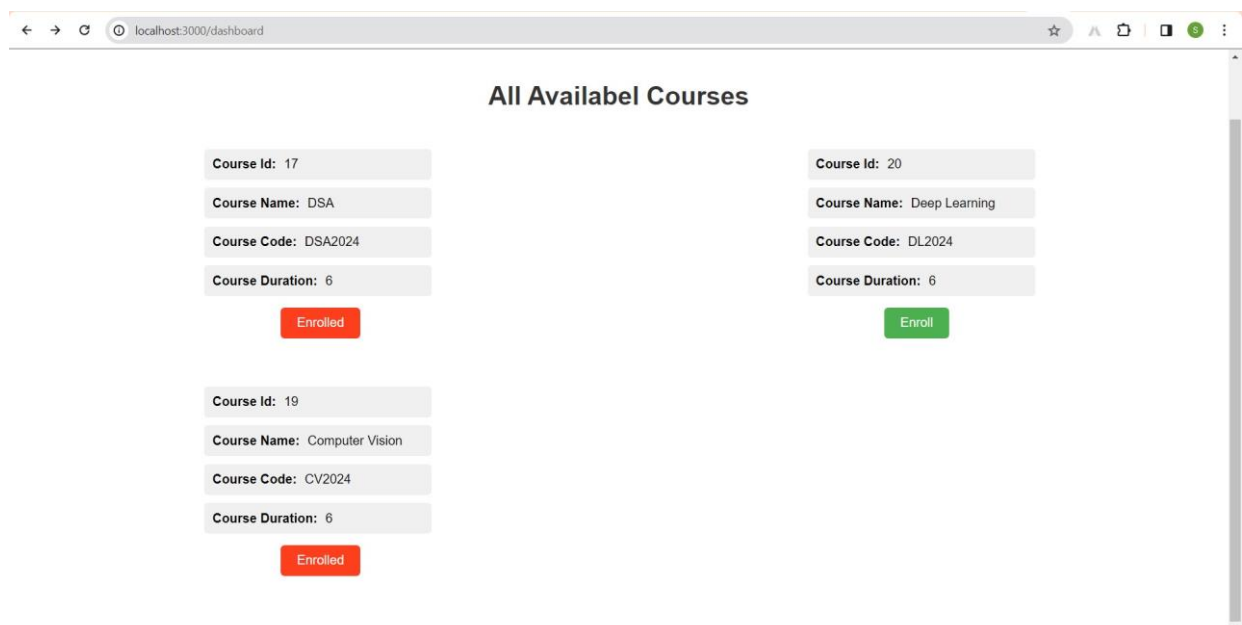 localhost:3000/dashboard
S
All Availabel Courses
Course Id: 17
Course Name: DSA
Course Code: DSA2024
Course Duration: 6
Enrolled
Course Id: 20
Course Name: Deep Learning
Course Code: DL2024
Course Duration: 6
Enroll
Course Id: 19
Course Name: Computer Vision
Course Code: CV2024
Course Duration: 6
Enrolled